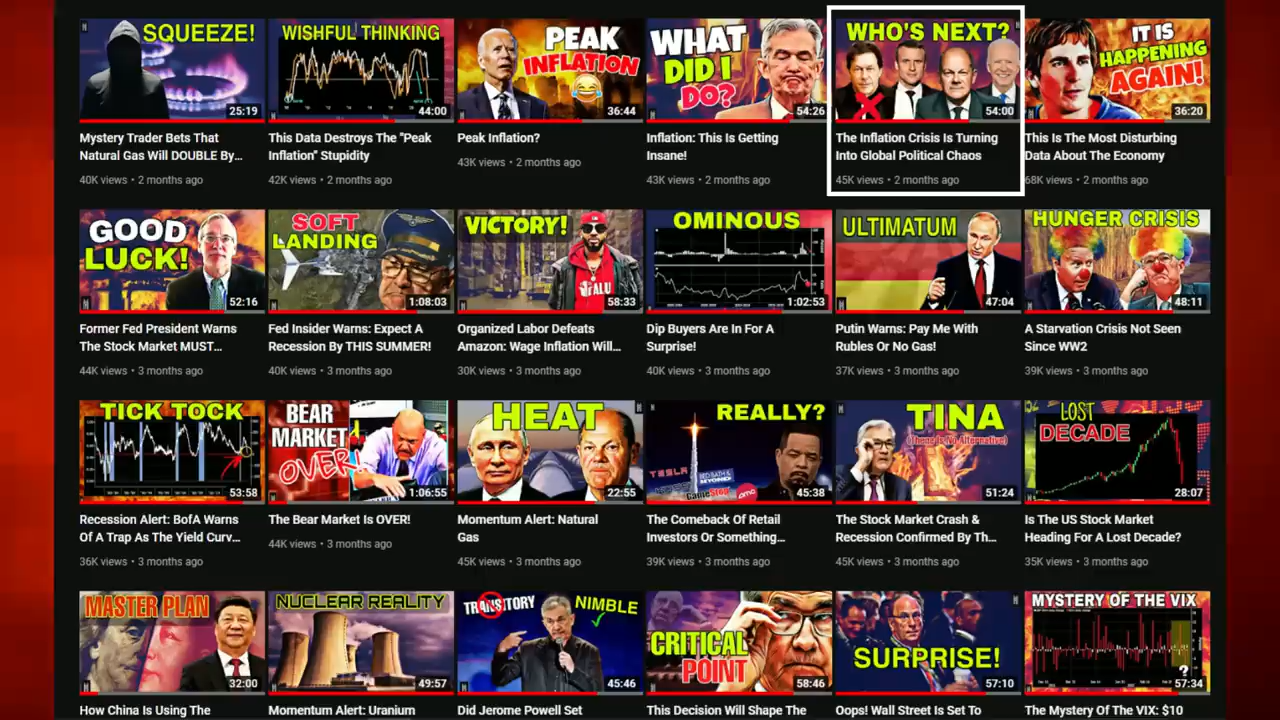 SQUEEZE!
25:19
Mystery Trader Bets That
Natural Gas Will DOUBLE By...
40K views • 2 months ago
WISHFUL THINKING
44:00
This Data Destroys The "Peak
Inflation" Stupidity
42K views • 2 months ago
PEAK
INFLATION
36:44
Peak Inflation?
43K views • 2 months ago
WHAT
DID I
DO?
54:26
Inflation: This Is Getting
Insane!
43K views • 2 months ago
WHO'S NEXT?
54:00
The Inflation Crisis Is Turning
Into Global Political Chaos
45K views • 2 months ago
IT IS
HAPPENING
AGAIN!
36:20
This Is The Most Disturbing
Data About The Economy
68K views • 2 months ago
GOOD
LUCK!
52:16
Former Fed President Warns
The Stock Market MUST...
44K views • 3 months ago
SOFT
LANDING
1:08:03
Fed Insider Warns: Expect A
Recession By THIS SUMMER!
40K views • 3 months ago
VICTORY!
ALU
58:33
Organized Labor Defeats
Amazon: Wage Inflation Will...
30K views • 3 months ago
OMINOUS
1:02:53
Dip Buyers Are In For A
Surprise!
40K views • 3 months ago
ULTIMATUM
47:04
Putin Warns: Pay Me With
Rubles Or No Gas!
37K views • 3 months ago
HUNGER CRISIS
48:11
A Starvation Crisis Not Seen
Since WW2
39K views • 3 months ago
TICK TOCK
53:58
Recession Alert: BofA Warns
Of A Trap As The Yield Curv...
36K views • 3 months ago
BEAR
MARKET
OVER!
1:06:55
The Bear Market Is OVER!
44K views • 3 months ago
HEAT
22:55
Momentum Alert: Natural
Gas
45K views • 3 months ago
REALLY?
TESLA
BED BATH &
BEYOND
GameStop
amc
45:38
The Comeback Of Retail
Investors Or Something...
39K views • 3 months ago
TINA
(There Is No Alternative)
51:24
The Stock Market Crash &
Recession Confirmed By Th...
45K views • 3 months ago
LOST
DECADE
28:07
Is The US Stock Market
Heading For A Lost Decade?
35K views • 3 months ago
MASTER PLAN
32:00
How China Is Using The
NUCLEAR REALITY
49:57
Momentum Alert: Uranium
TRANSITORY
NIMBLE
45:46
Did Jerome Powell Set
CRITICAL
POINT
58:46
This Decision Will Shape The
SURPRISE!
57:10
Oops! Wall Street Is Set To
MYSTERY OF THE VIX
?
57:34
The Mystery Of The VIX: $10